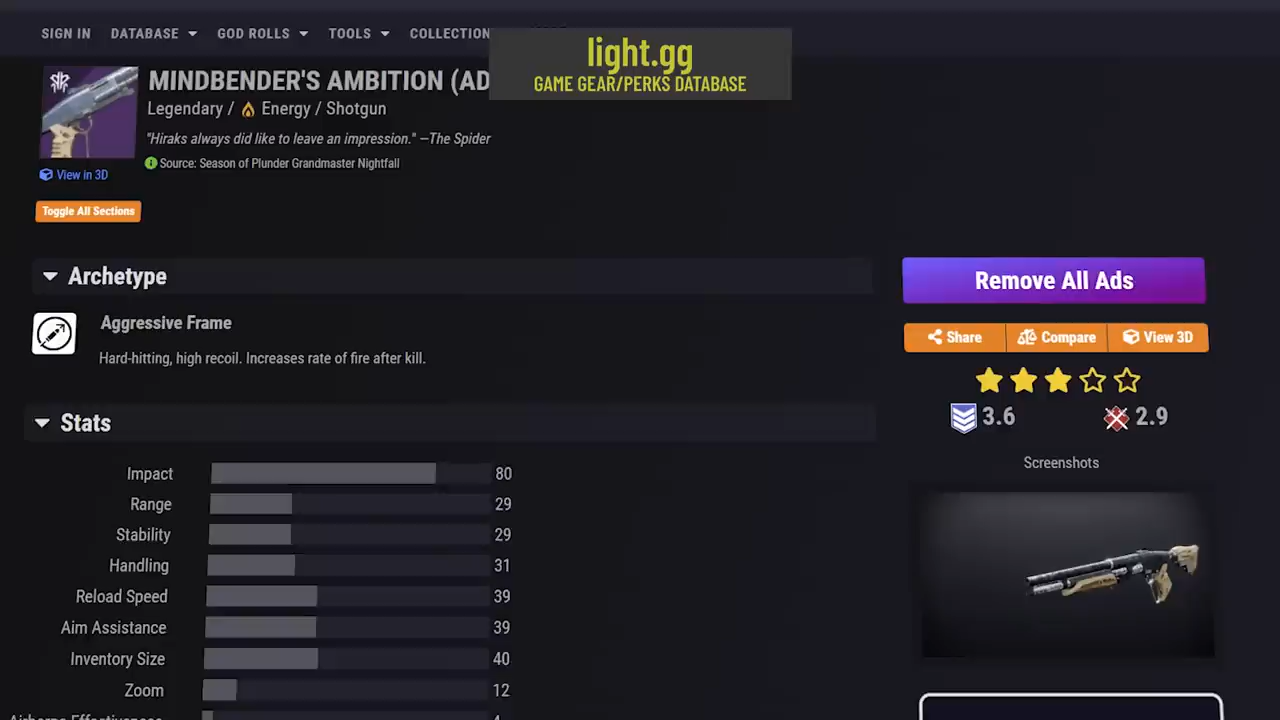 SIGN IN DATABASE GOD ROLLS TOOLS COLLECTION
light.gg
GAME GEAR/PERKS DATABASE
MINDBENDER'S AMBITION (AD
Legendary / Energy / Shotgun
"Hiraks always did like to leave an impression." —The Spider
Source: Season of Plunder Grandmaster Nightfall
View in 3D
Toggle All Sections
Archetype
Aggressive Frame
Hard-hitting, high recoil. Increases rate of fire after kill.
Stats
Impact 80
Range 29
Stability 29
Handling 31
Reload Speed 39
Aim Assistance 39
Inventory Size 40
Zoom 12
Airborne Effectiveness 4
Remove All Ads
Share Compare View 3D
3.6 2.9
Screenshots